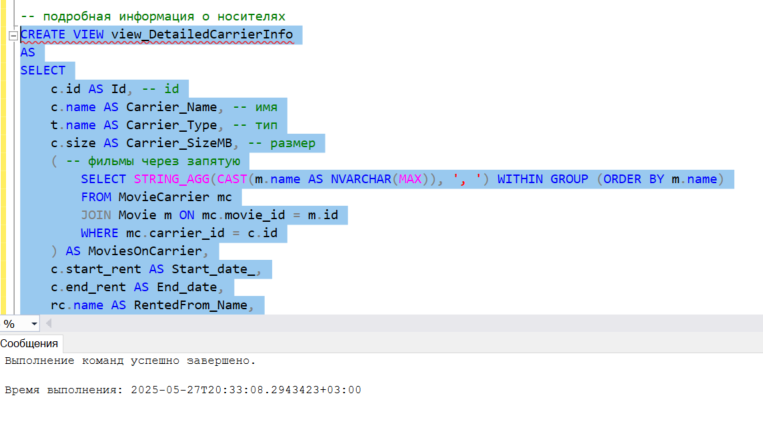 -- подробная информация о носителях
CREATE VIEW view_DetailedCarrierInfo
AS
SELECT
c.id AS Id, -- id
c.name AS Carrier_Name, -- имя
t.name AS Carrier_Type, -- тип
c.size AS Carrier_SizeMB, -- размер
( -- фильмы через запятую
SELECT STRING_AGG(CAST(m.name AS NVARCHAR(MAX)), ', ') WITHIN GROUP (ORDER BY m.name)
FROM MovieCarrier mc
JOIN Movie m ON mc.movie_id = m.id
WHERE mc.carrier_id = c.id
) AS MoviesOnCarrier,
c.start_rent AS Start_date_,
c.end_rent AS End_date,
rc.name AS RentedFrom_Name,
%
Сообщения
Выполнение команд успешно завершено.
Время выполнения: 2025-05-27T20:33:08.2943423+03:00